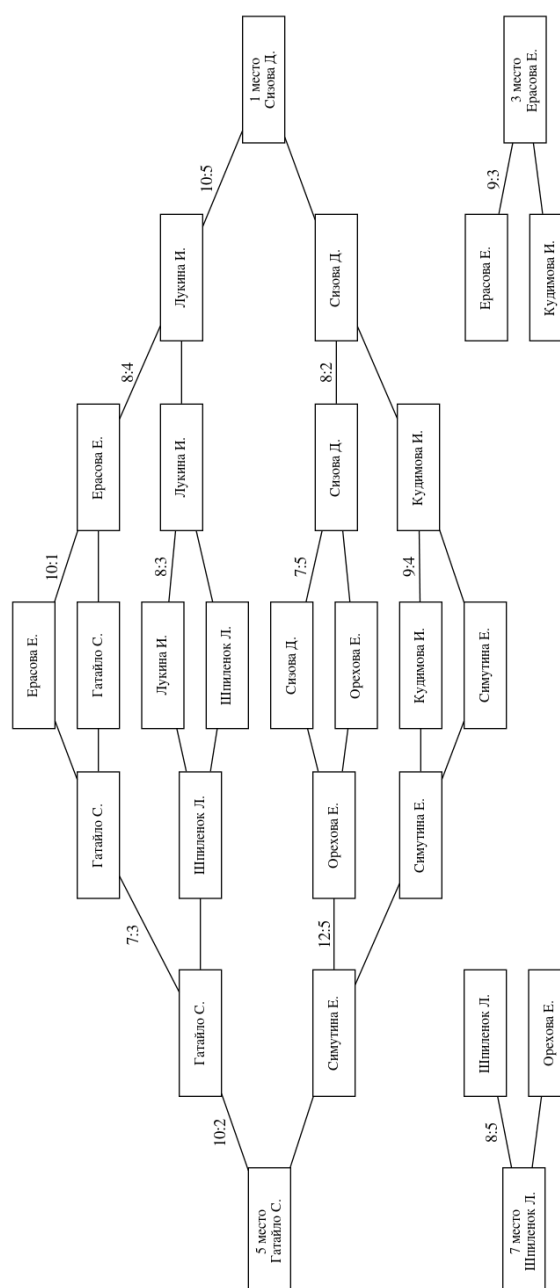 Ерасова Е.
10:1
Гатайло С.
Гатайло С.
Ерасова Е.
7:3
8:4
Лукина И.
8:3
Лукина И.
Лукина И.
Гатайло С.
Шпиленок Л.
10:5
10:2
Шпиленок Л.
5 место
Гатайло С.
1 место
Сизова Д.
Сизова Д.
7:5
12:5
8:2
Симутина Е.
Орехова Е.
Сизова Д.
Сизова Д.
Орехова Е.
9:4
Симутина Е.
Кудимова И.
Кудимова И.
Симутина Е.
Шпиленок Л.
Ерасова Е.
8:5
9:3
7 место
Шпиленок Л.
3 место
Ерасова Е.
Орехова Е.
Кудимова И.